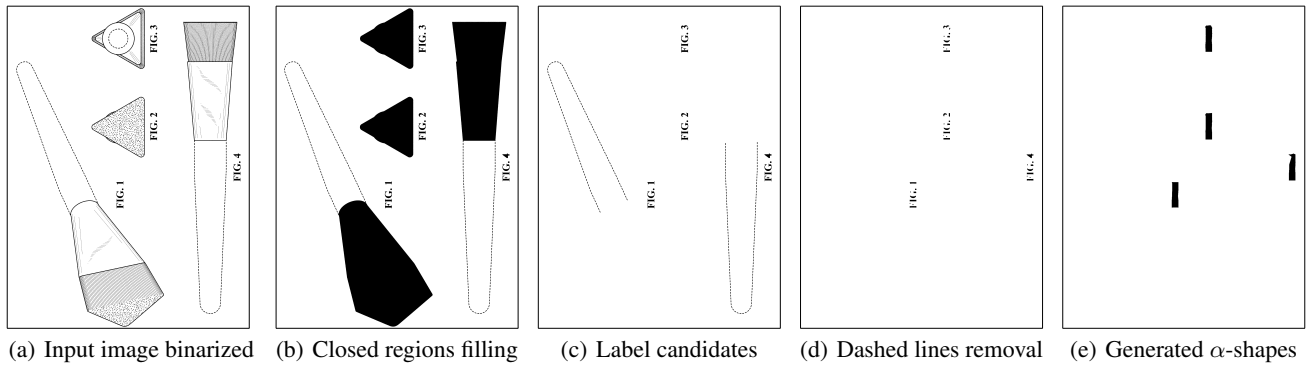 FIG. 3
FIG. 2
FIG. 1
FIG. 4
FIG. 3
FIG. 2
FIG. 1
FIG. 4
FIG. 3
FIG. 2
FIG. 1
FIG. 4
FIG. 3
FIG. 2
FIG. 1
FIG. 4
(a) Input image binarized
(b) Closed regions filling
(c) Label candidates
(d) Dashed lines removal
(e) Generated α-shapes